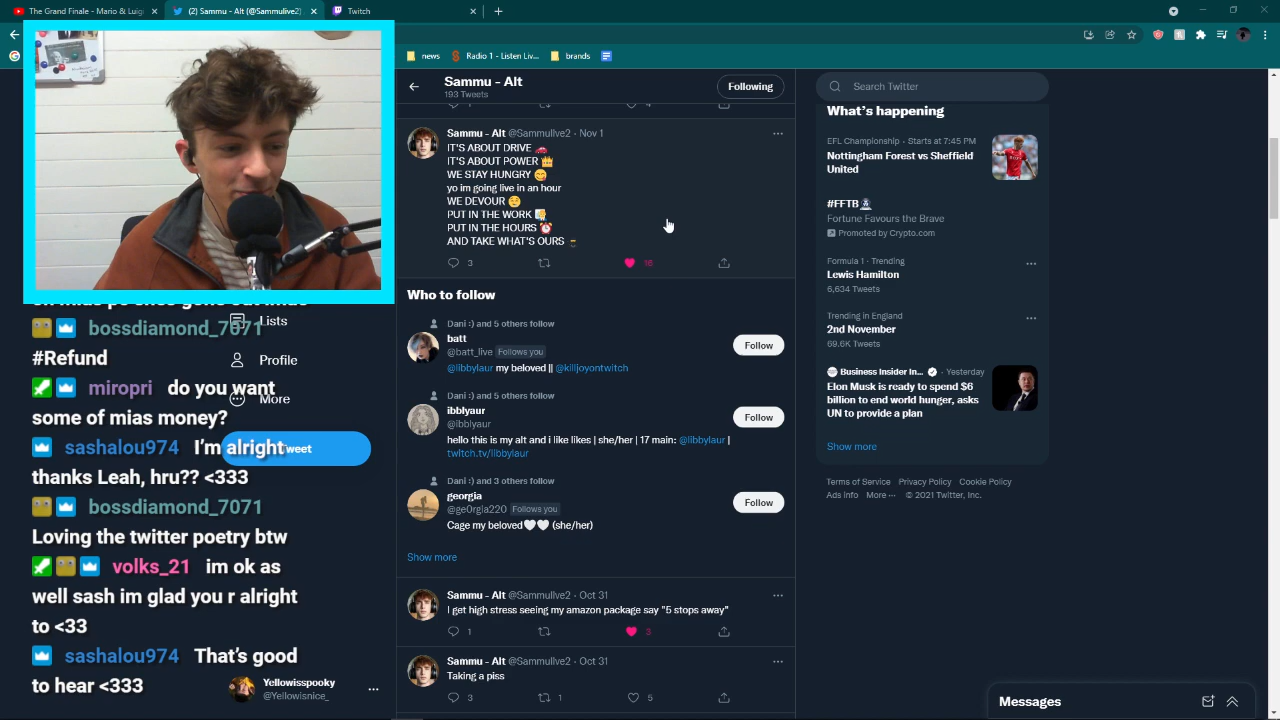 The Grand Finale - Mario & Luigi
(2) Sammu - Alt (@Sammulive2)
Twitch
news
Radio 1 - Listen Liv...
brands
Sammu - Alt
193 Tweets
Following
Search Twitter
4
Sammu - Alt @Sammulive2 · Nov 1
IT'S ABOUT DRIVE 🚗
IT'S ABOUT POWER 👑
WE STAY HUNGRY 😋
yo im going live in an hour
WE DEVOUR
PUT IN THE WORK
PUT IN THE HOURS ⏰
AND TAKE WHAT'S OURS
3
16
Who to follow
Dani :) and 5 others follow
batt
@batt_live Follows you
@libbylaur my beloved || @killjoyontwitch
Follow
Dani :) and 5 others follow
ibblyaur
@ibblyaur
hello this is my alt and i like likes | she/her | 17 main: @libbylaur |
twitch.tv/libbylaur
Follow
Dani :) and 3 others follow
georgia
@ge0rgia220 Follows you
Cage my beloved🤍🤍 (she/her)
Follow
Show more
Sammu - Alt @Sammulive2 · Oct 31
I get high stress seeing my amazon package say "5 stops away"
1
3
Sammu - Alt @Sammulive2 · Oct 31
Taking a piss
3
1
5
What's happening
EFL Championship · Starts at 7:45 PM
Nottingham Forest vs Sheffield
United
#FFTB
Fortune Favours the Brave
Promoted by Crypto.com
Formula 1 · Trending
Lewis Hamilton
6,634 Tweets
Trending in England
2nd November
69.6K Tweets
Business Insider In... · Yesterday
Elon Musk is ready to spend $6
billion to end world hunger, asks
UN to provide a plan
Show more
Terms of Service Privacy Policy Cookie Policy
Ads info More ··· © 2021 Twitter, Inc.
Messages
Lists
Profile
More
Tweet
Yellowisspooky
@Yellowisnice_
bossdiamond_7071
#Refund
miropri do you want
some of mias money?
sashalou974 I'm alright
thanks Leah, hru?? <333
bossdiamond_7071
Loving the twitter poetry btw
volks_21 im ok as
well sash im glad you r alright
to <33
sashalou974 That's good
to hear <333